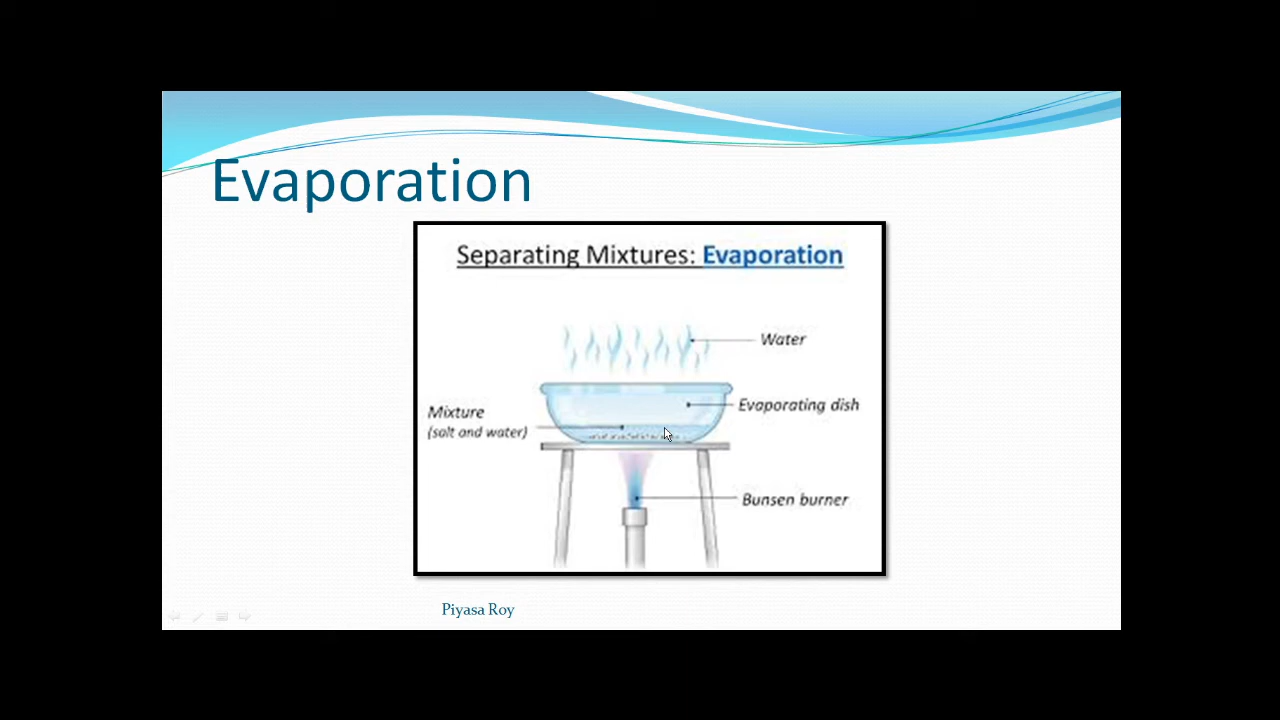 Evaporation
Separating Mixtures: Evaporation
Water
Evaporating dish
Mixture
(salt and water)
Bunsen burner
Piyasa Roy